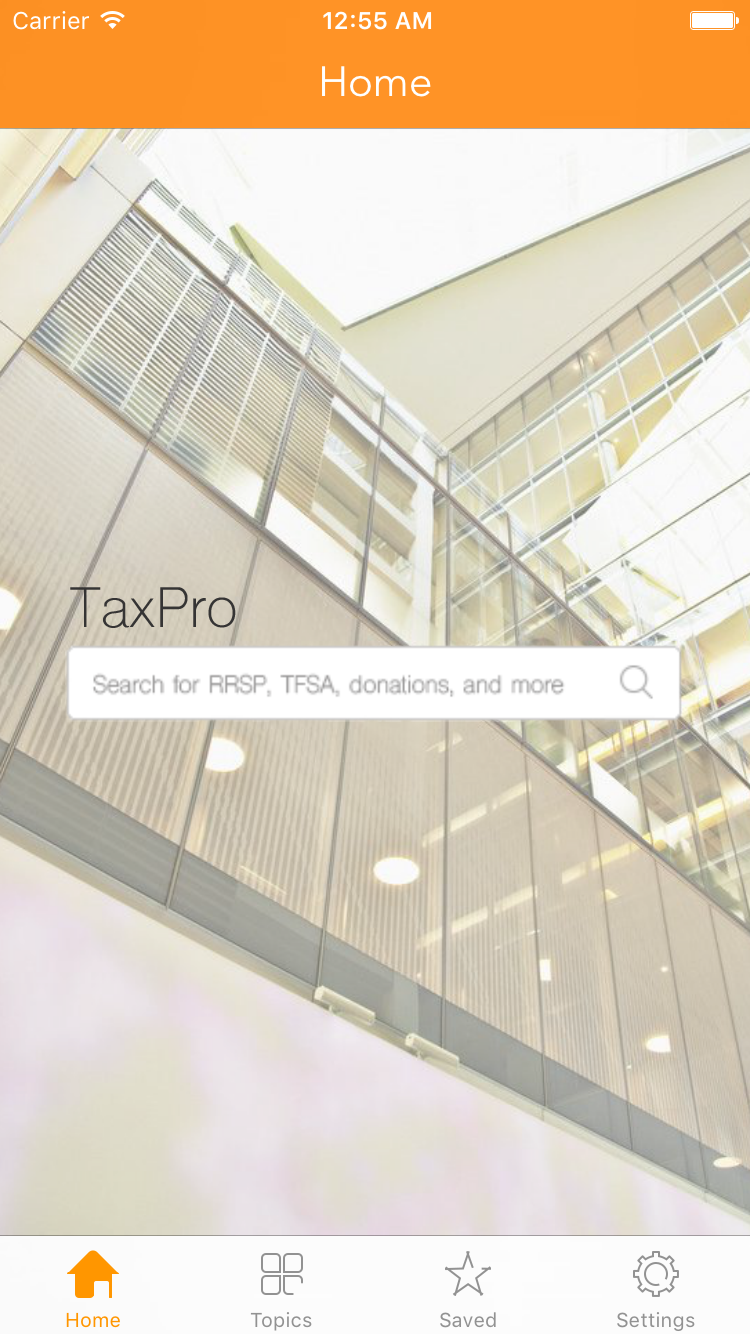 Carrier 12:55 AM
Home
TaxPro
Search for RRSP, TFSA, donations, and more
Home Topics Saved Settings